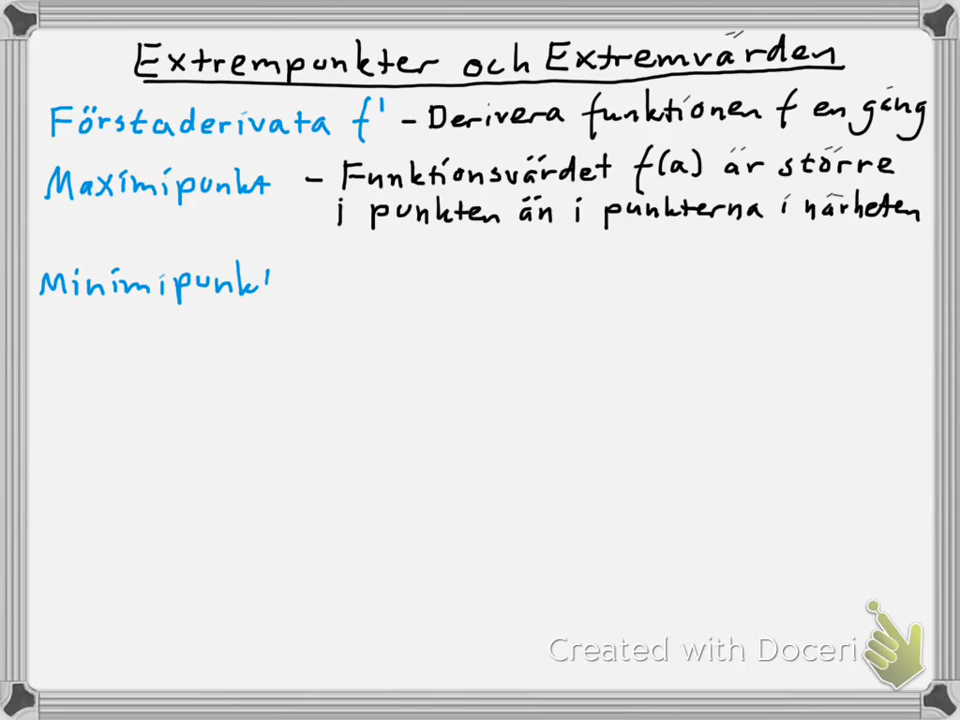 Extrempunkter och Extremvärden
Förstaderivata f' - Derivera funktionen f en gång
Maximipunkt - Funktionsvärdet f(a) är större
i punkten än i punkterna i närheten
Minimipunk
Created with Doceri